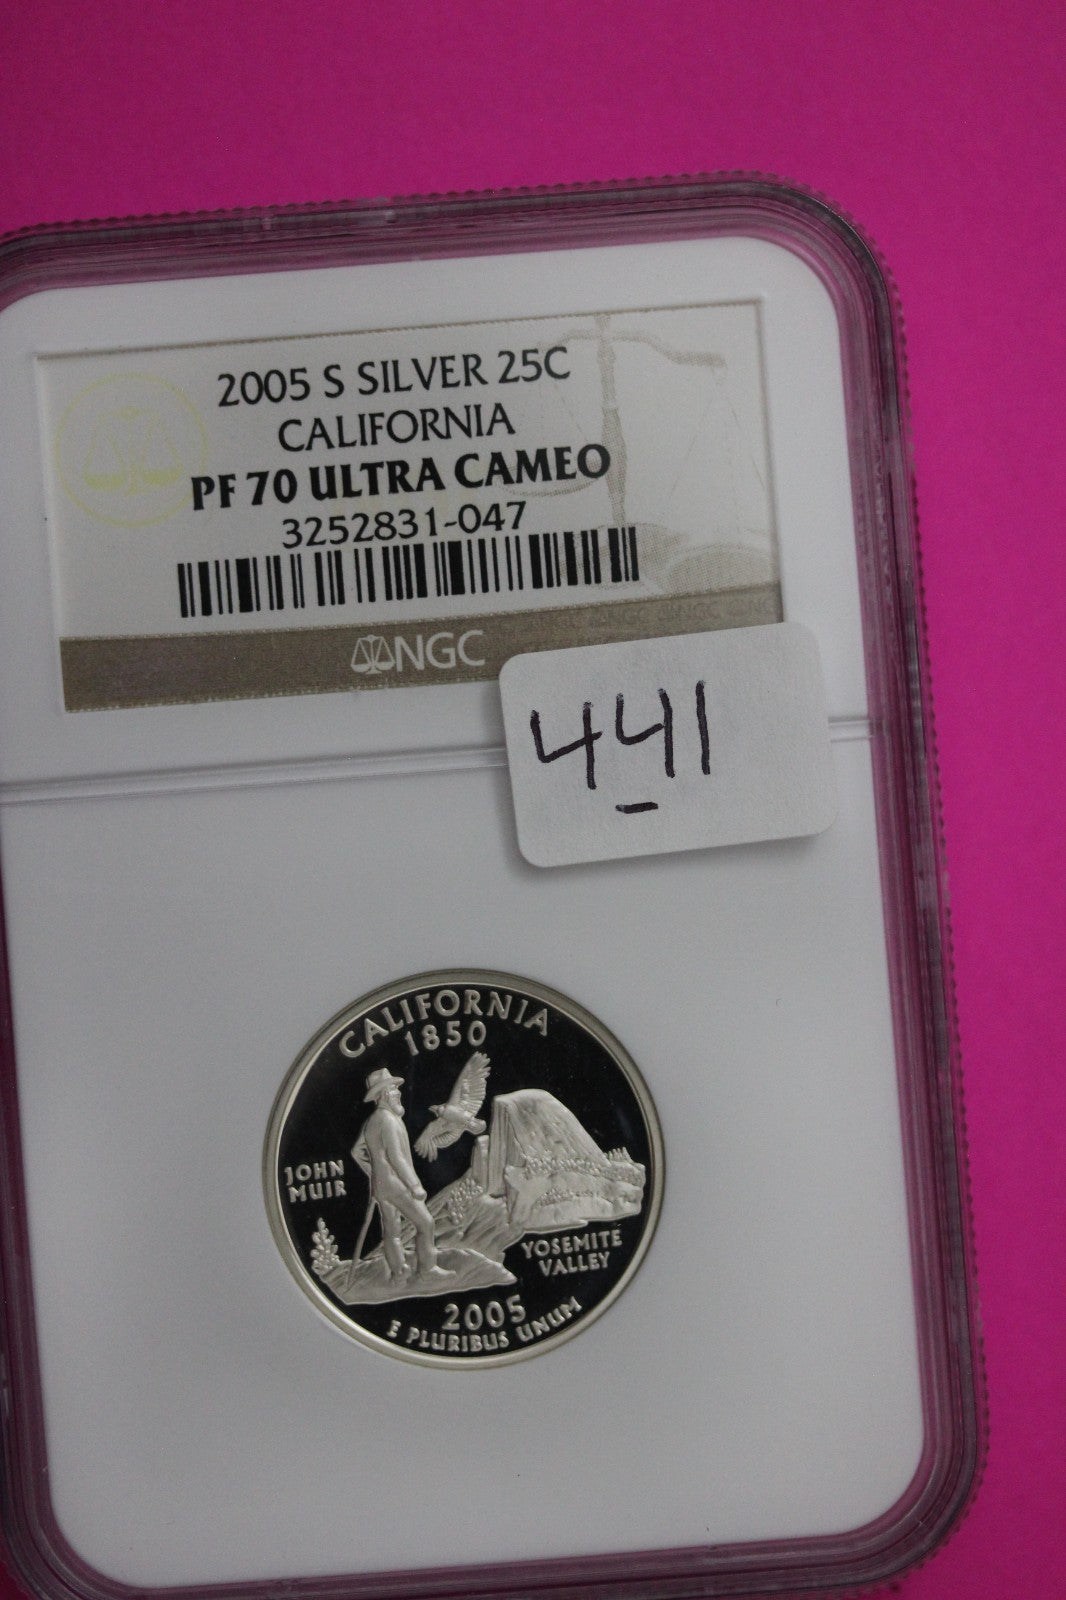 2005 S SILVER 25C
CALIFORNIA
PF 70 ULTRA CAMEO
3252831-047
NGC
441
CALIFORNIA
1850
JOHN
MUIR
YOSEMITE
VALLEY
2005
E PLURIBUS UNUM